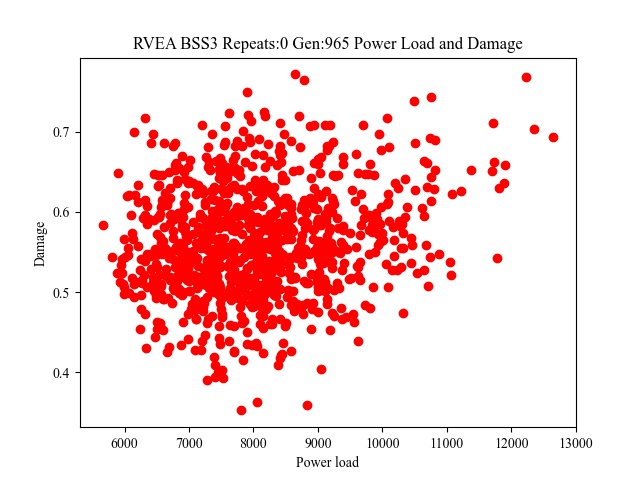 RVEA BSS3 Repeats:0 Gen:965 Power Load and Damage
0.7
0.6
0.5
0.4
Damage
6000 7000 8000 9000 10000 11000 12000 13000
Power load